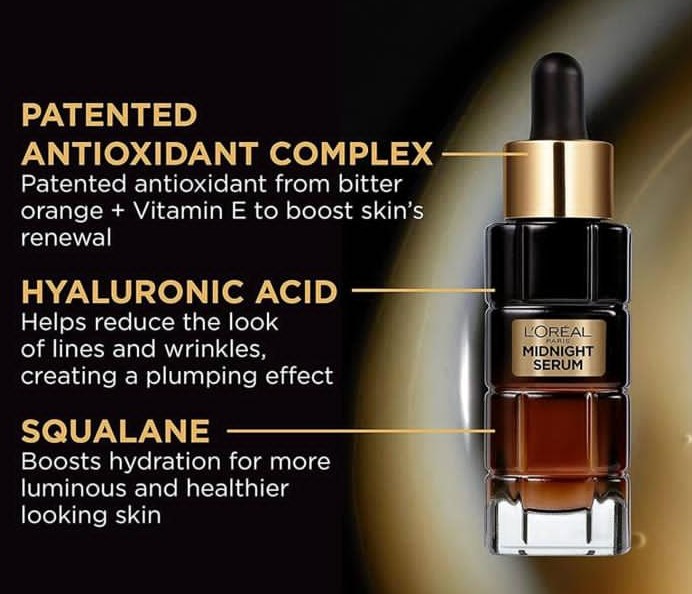 PATENTED
ANTIOXIDANT COMPLEX
Patented antioxidant from bitter
orange + Vitamin E to boost skin's
renewal
HYALURONIC ACID
Helps reduce the look
of lines and wrinkles,
creating a plumping effect
SQUALANE
Boosts hydration for more
luminous and healthier
looking skin
L'ORÉAL
PARIS
MIDNIGHT
SERUM